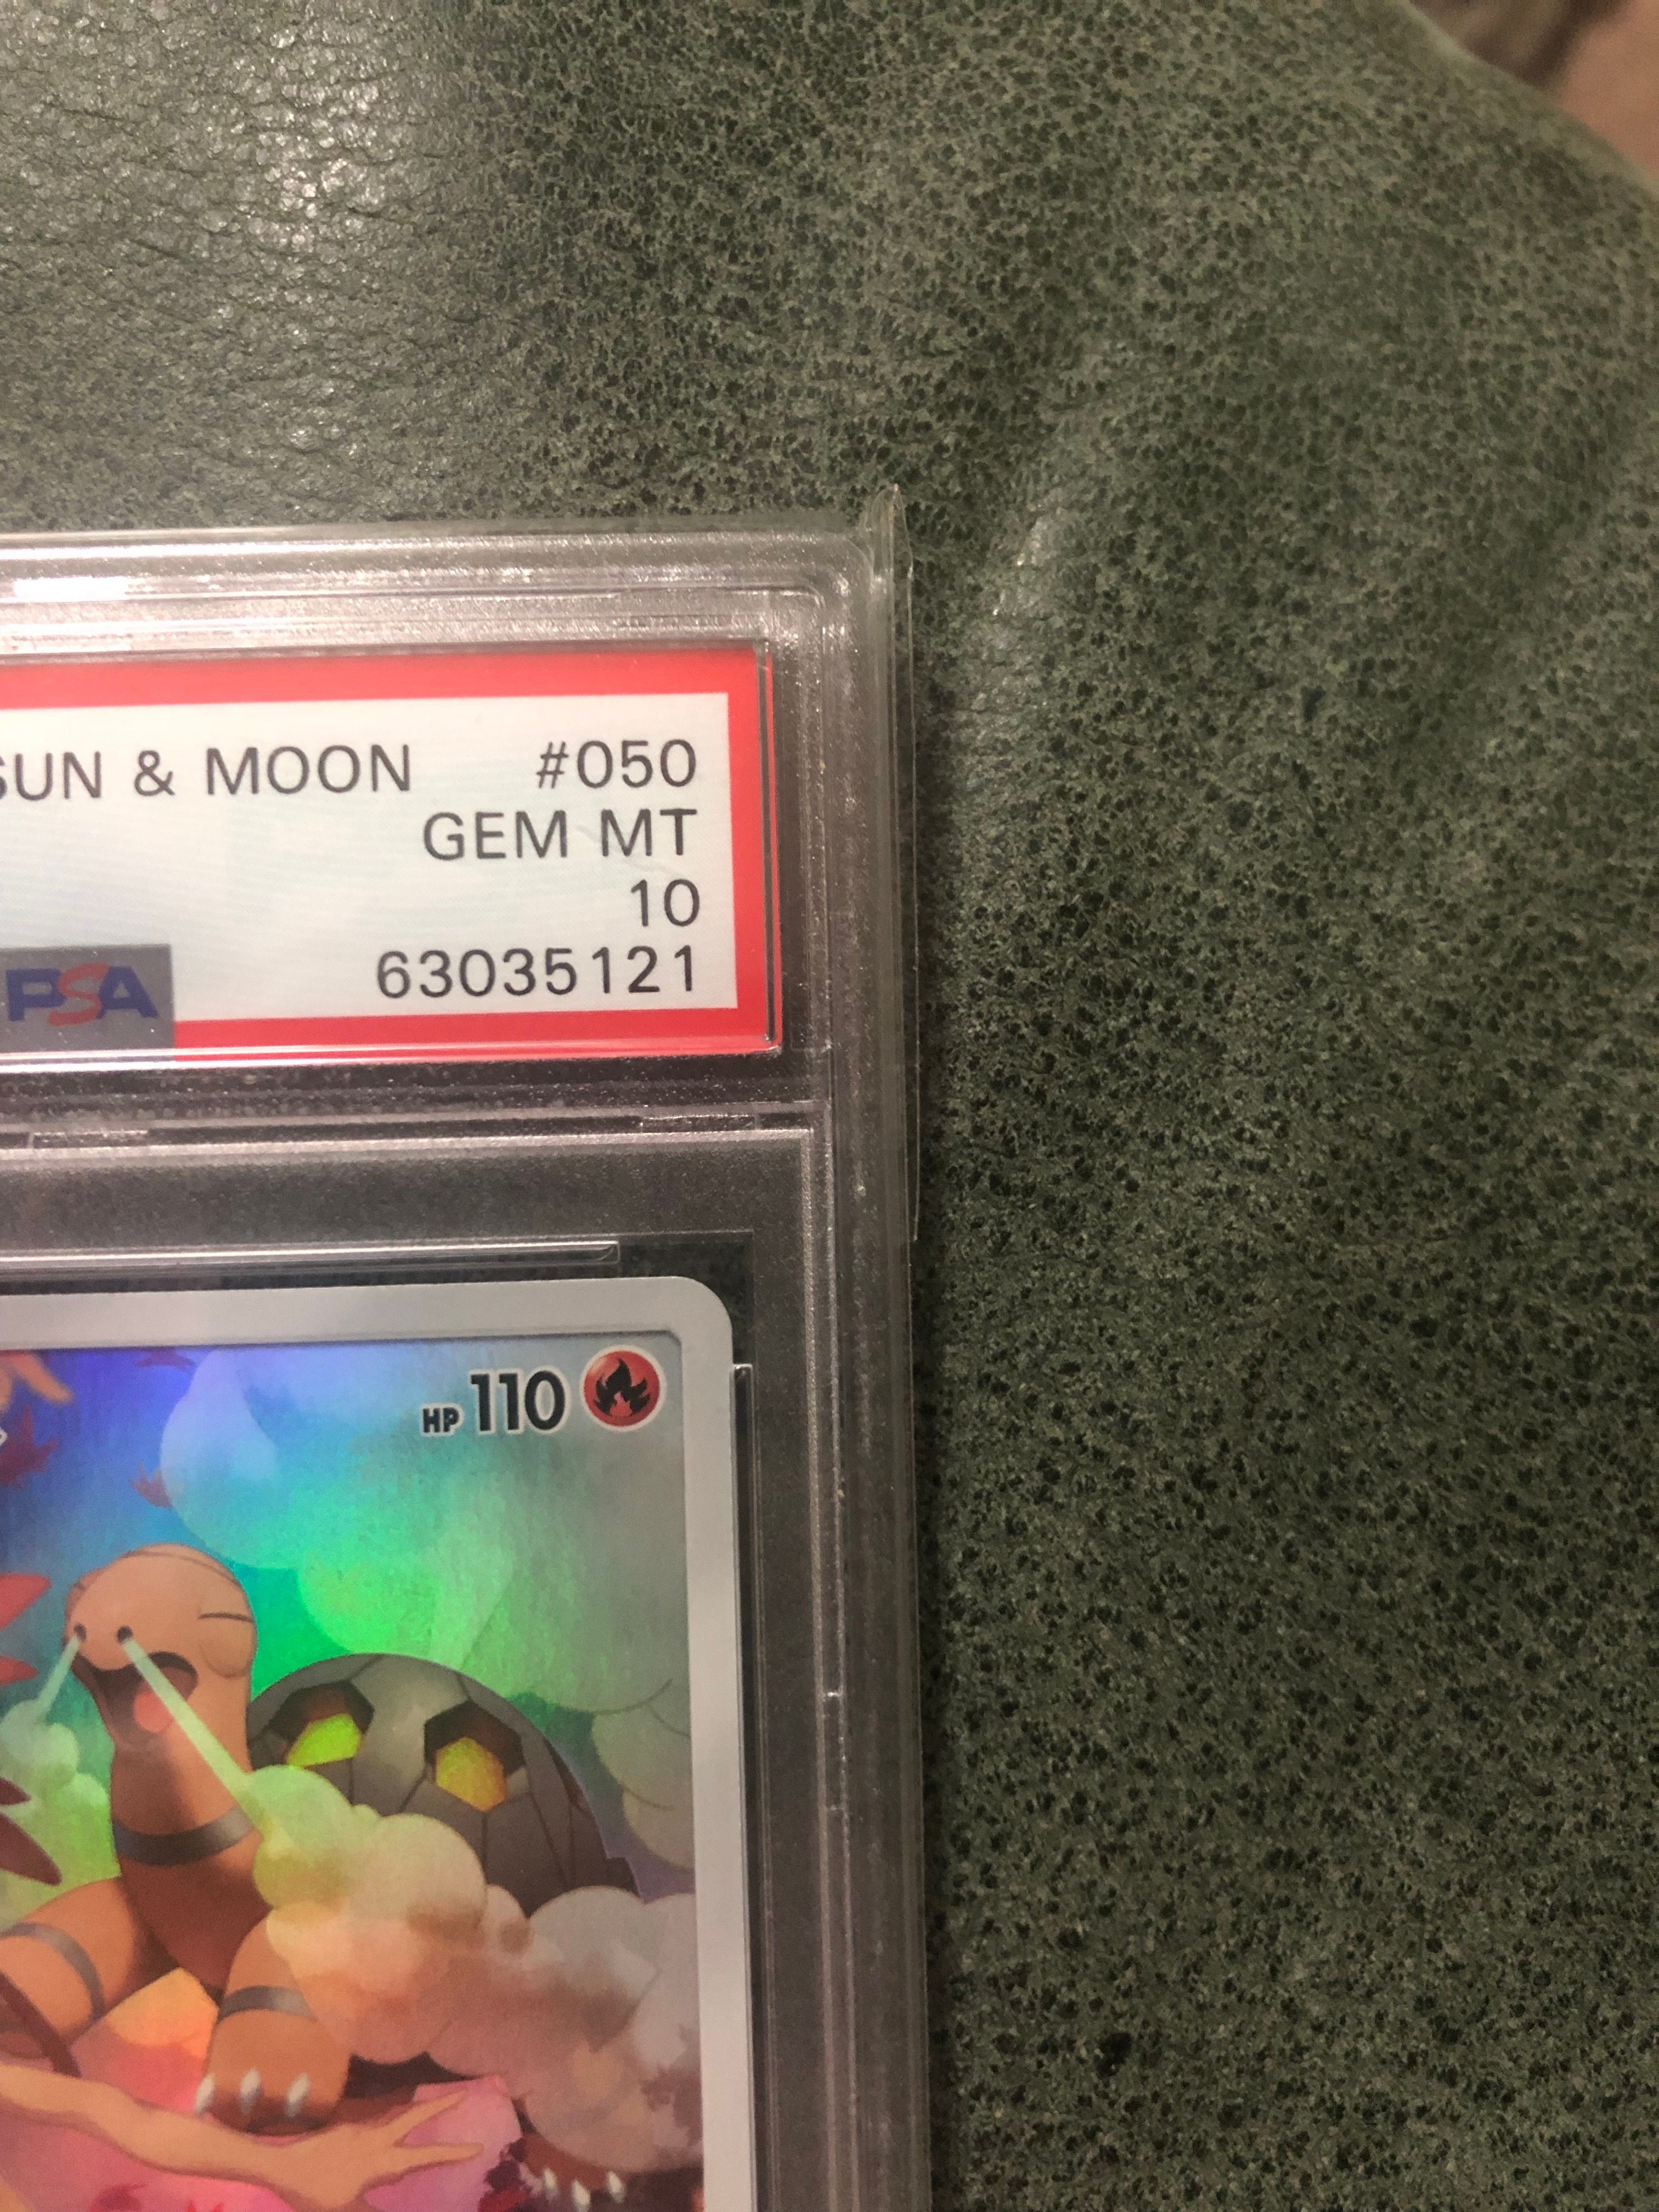 SUN & MOON #050
GEM MT
10
PSA 63035121
HP 110